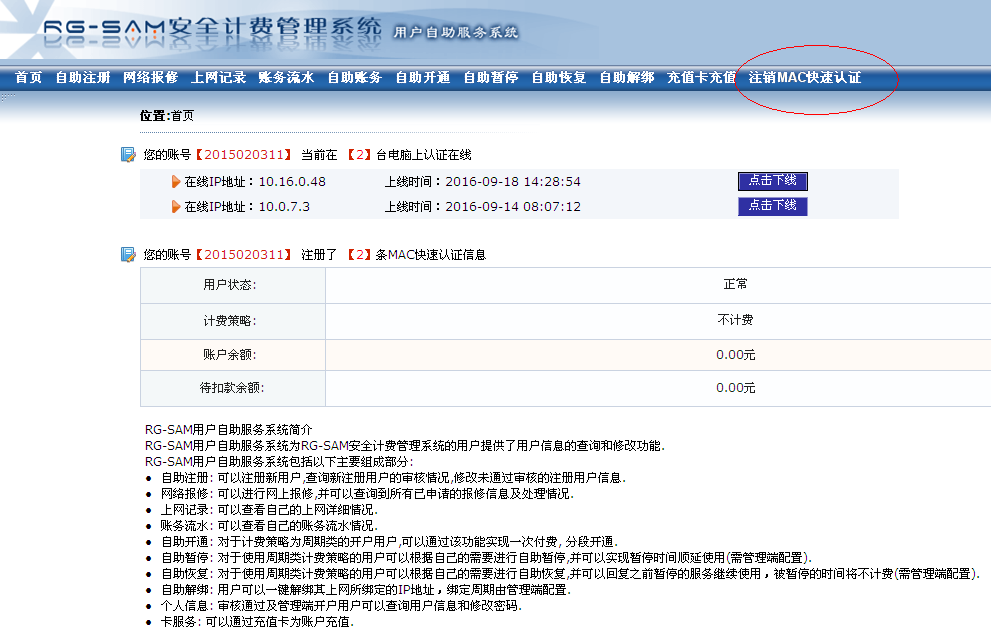 RG-SAM安全计费管理系统 用户自助服务系统
首页 自助注册 网络报修 上网记录 账务流水 自助账务 自助开通 自助暂停 自助恢复 自助解绑 充值卡充值 注销MAC快速认证
位置:首页
您的账号【2015020311】 当前在 【2】台电脑上认证在线
在线IP地址：10.16.0.48 上线时间：2016-09-18 14:28:54 点击下线
在线IP地址：10.0.7.3 上线时间：2016-09-14 08:07:12 点击下线
您的账号【2015020311】 注册了 【2】条MAC快速认证信息
用户状态: 正常
计费策略: 不计费
账户余额: 0.00元
待扣款余额: 0.00元
RG-SAM用户自助服务系统简介
RG-SAM用户自助服务系统为RG-SAM安全计费管理系统的用户提供了用户信息的查询和修改功能.
RG-SAM用户自助服务系统包括以下主要组成部分:
● 自助注册: 可以注册新用户,查询新注册用户的审核情况,修改未通过审核的注册用户信息.
● 网络报修: 可以进行网上报修,并可以查询到所有已申请的报修信息及处理情况.
● 上网记录: 可以查看自己的上网详细情况.
● 账务流水: 可以查看自己的账务流水情况.
● 自助开通: 对于计费策略为周期类的开户用户,可以通过该功能实现一次付费, 分段开通.
● 自助暂停: 对于使用周期类计费策略的用户可以根据自己的需要进行自助暂停,并可以实现暂停时间顺延使用(需管理端配置).
● 自助恢复: 对于使用周期类计费策略的用户可以根据自己的需要进行自助恢复,并可以回复之前暂停的服务继续使用，被暂停的时间将不计费(需管理端配置).
● 自助解绑: 用户可以一键解绑其上网所绑定的IP地址，绑定周期由管理端配置.
● 个人信息: 审核通过及管理端开户用户可以查询用户信息和修改密码.
● 卡服务: 可以通过充值卡为账户充值.